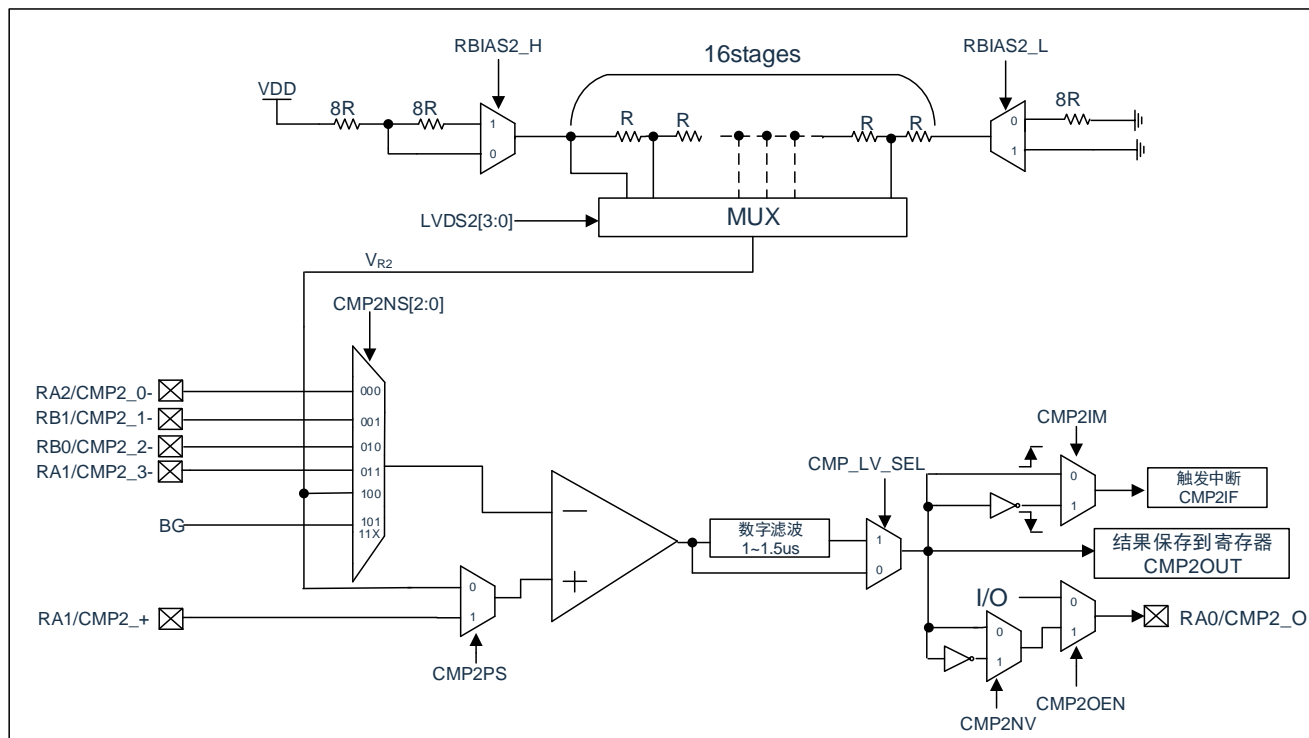 RBIAS2_H
16stages
RBIAS2_L
VDD
8R
8R
1
0
R
R
R
R
0
1
8R
LVDS2[3:0]
MUX
VR2
CMP2NS[2:0]
RA2/CMP2_0-
000
RB1/CMP2_1-
001
RB0/CMP2_2-
010
RA1/CMP2_3-
011
100
BG
101
11X
0
1
RA1/CMP2_+
CMP2PS
数字滤波
1~1.5us
CMP_LV_SEL
1
0
CMP2IM
0
1
触发中断
CMP2IF
结果保存到寄存器
CMP2OUT
I/O
0
1
0
1
RA0/CMP2_O
CMP2OEN
CMP2NV